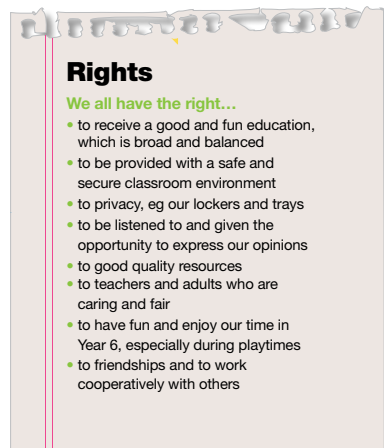 Rights
We all have the right...
• to receive a good and fun education,
which is broad and balanced
• to be provided with a safe and
secure classroom environment
• to privacy, eg our lockers and trays
• to be listened to and given the
opportunity to express our opinions
• to good quality resources
• to teachers and adults who are
caring and fair
• to have fun and enjoy our time in
Year 6, especially during playtimes
• to friendships and to work
cooperatively with others